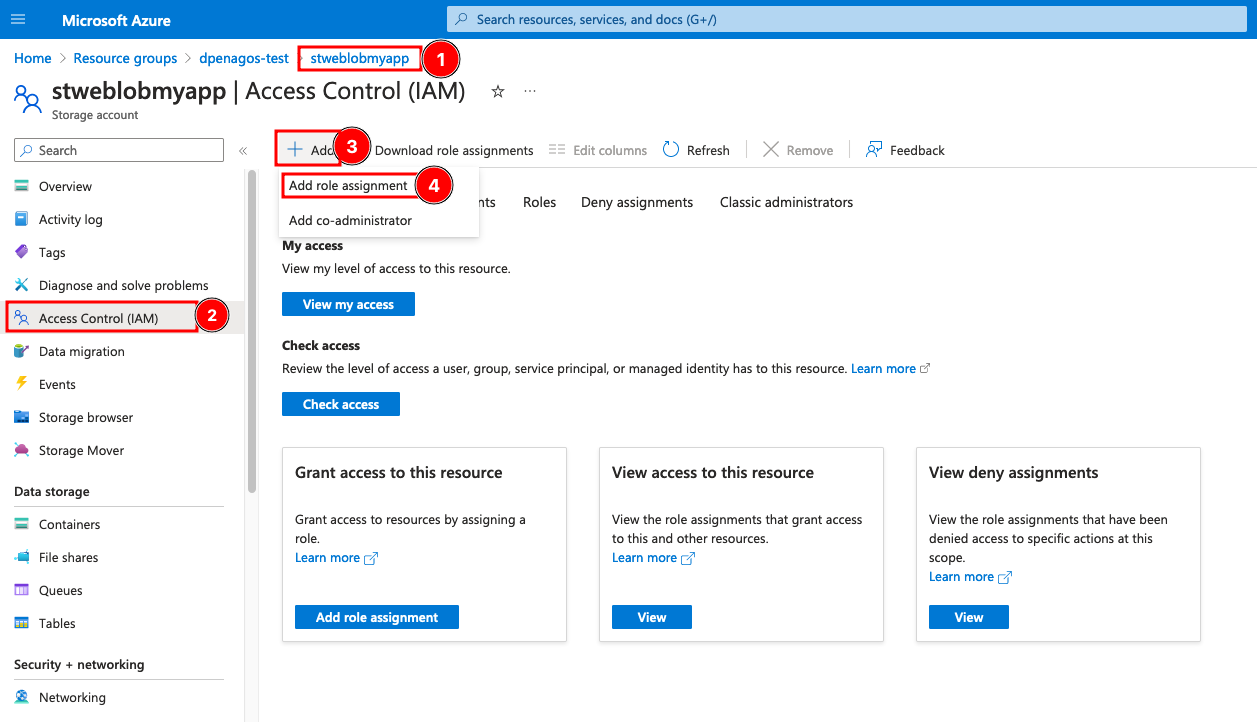 Microsoft Azure
Search resources, services, and docs (G+/)
Home > Resource groups > dpenagos-test > stweblobmyapp
1
stweblobmyapp | Access Control (IAM)
Storage account
Search
«
Overview
Activity log
Tags
Diagnose and solve problems
Access Control (IAM)
2
Data migration
Events
Storage browser
Storage Mover
Data storage
Containers
File shares
Queues
Tables
Security + networking
Networking
Add
3
Download role assignments
Edit columns
Refresh
Remove
Feedback
Add role assignment
4
Add co-administrator
nts
Roles
Deny assignments
Classic administrators
My access
View my level of access to this resource.
View my access
Check access
Review the level of access a user, group, service principal, or managed identity has to this resource. Learn more
Check access
Grant access to this resource
Grant access to resources by assigning a
role.
Learn more
Add role assignment
View access to this resource
View the role assignments that grant access
to this and other resources.
Learn more
View
View deny assignments
View the role assignments that have been
denied access to specific actions at this
scope.
Learn more
View